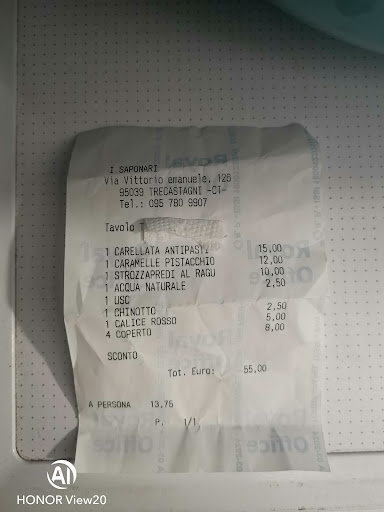 I SAPONARI
Via Vittorio emanuele, 126
95039 TRECASTAGNI -CT-
Tel.: 095 780 9907
Tavolo
1 CARELLATA ANTIPAST. 15,00
1 CARAMELLE PISTACCHIO 12,00
1 STROZZAPREDI AL RAGU 10,00
1 ACQUA NATURALE 2,50
1 USO
1 CHINOTTO 2,50
1 CALICE ROSSO 5,00
4 COPERTO 8,00
SCONTO
Tot. Euro: 55,00
A PERSONA 13,75
P. 1/1
Royal
Office
HONOR View20